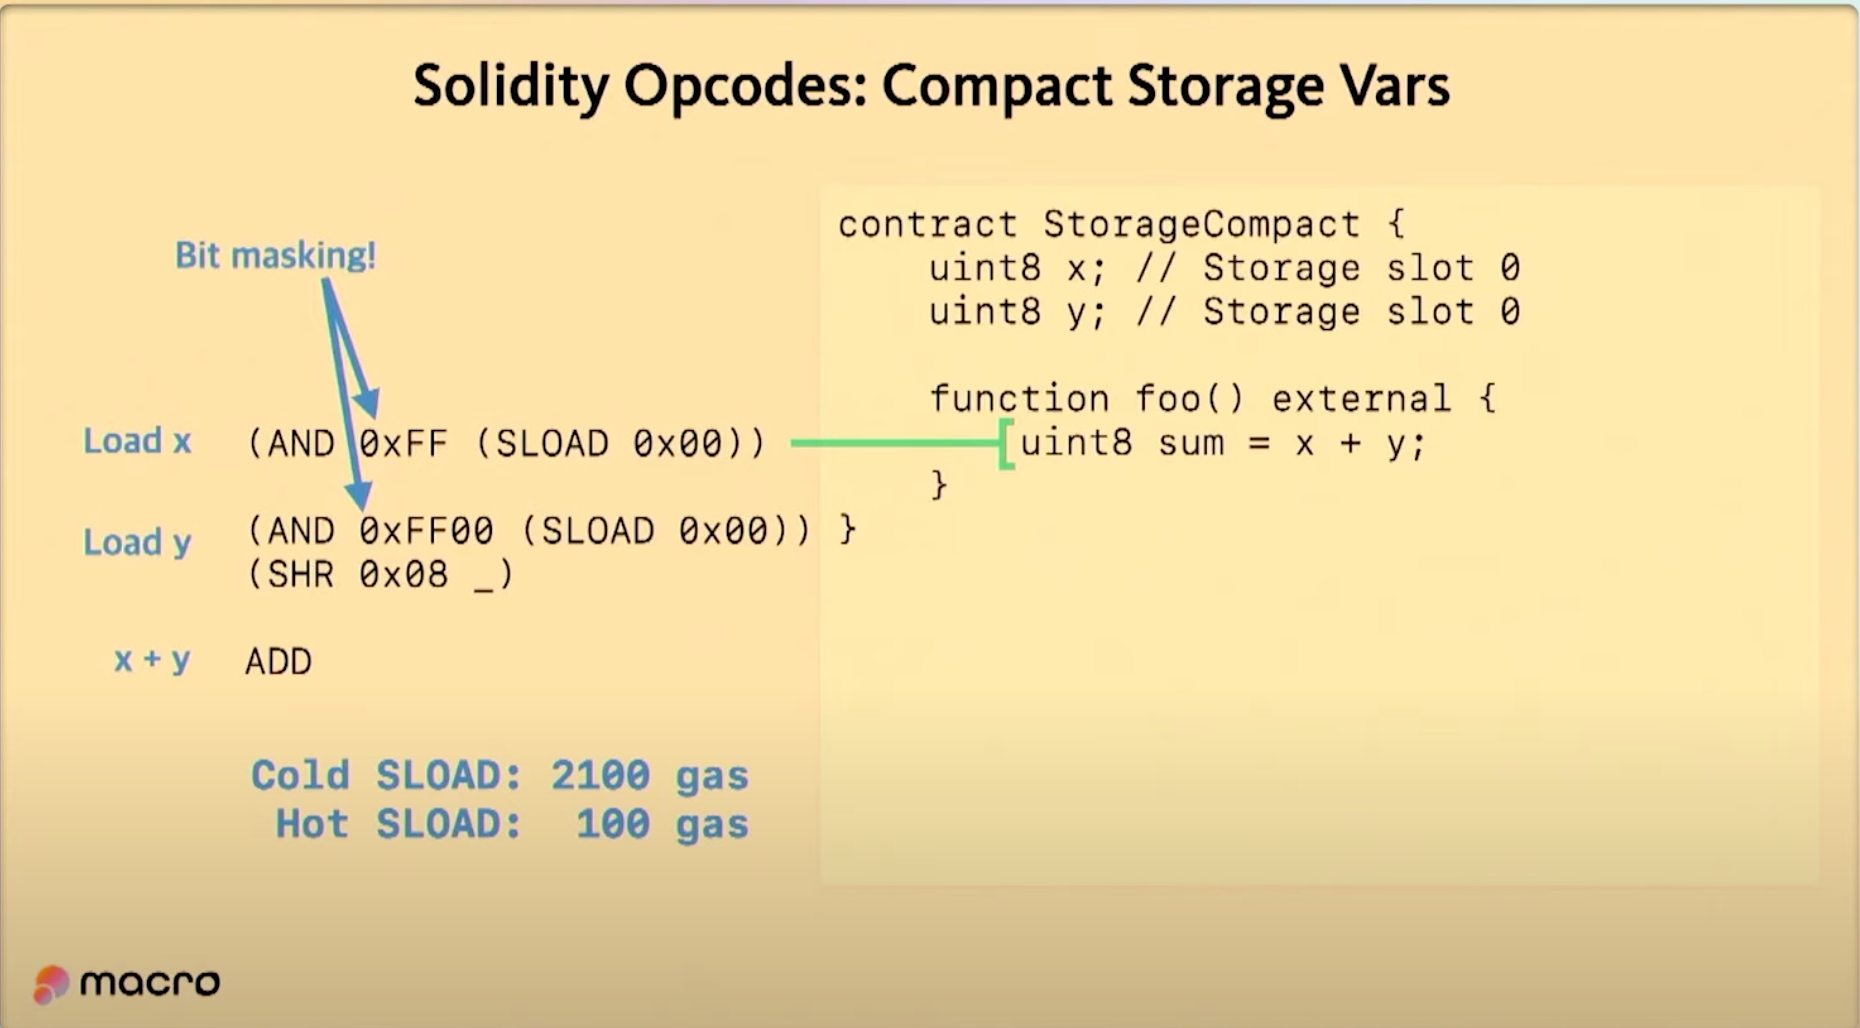 Solidity Opcodes: Compact Storage Vars
Bit masking!
Load x (AND 0xFF (SLOAD 0x00))
Load y (AND 0xFF00 (SLOAD 0x00))
(SHR 0x08 _)
x + y ADD
Cold SLOAD: 2100 gas
Hot SLOAD: 100 gas
contract StorageCompact {
uint8 x; // Storage slot 0
uint8 y; // Storage slot 0
function foo() external {
uint8 sum = x + y;
}
}
macro